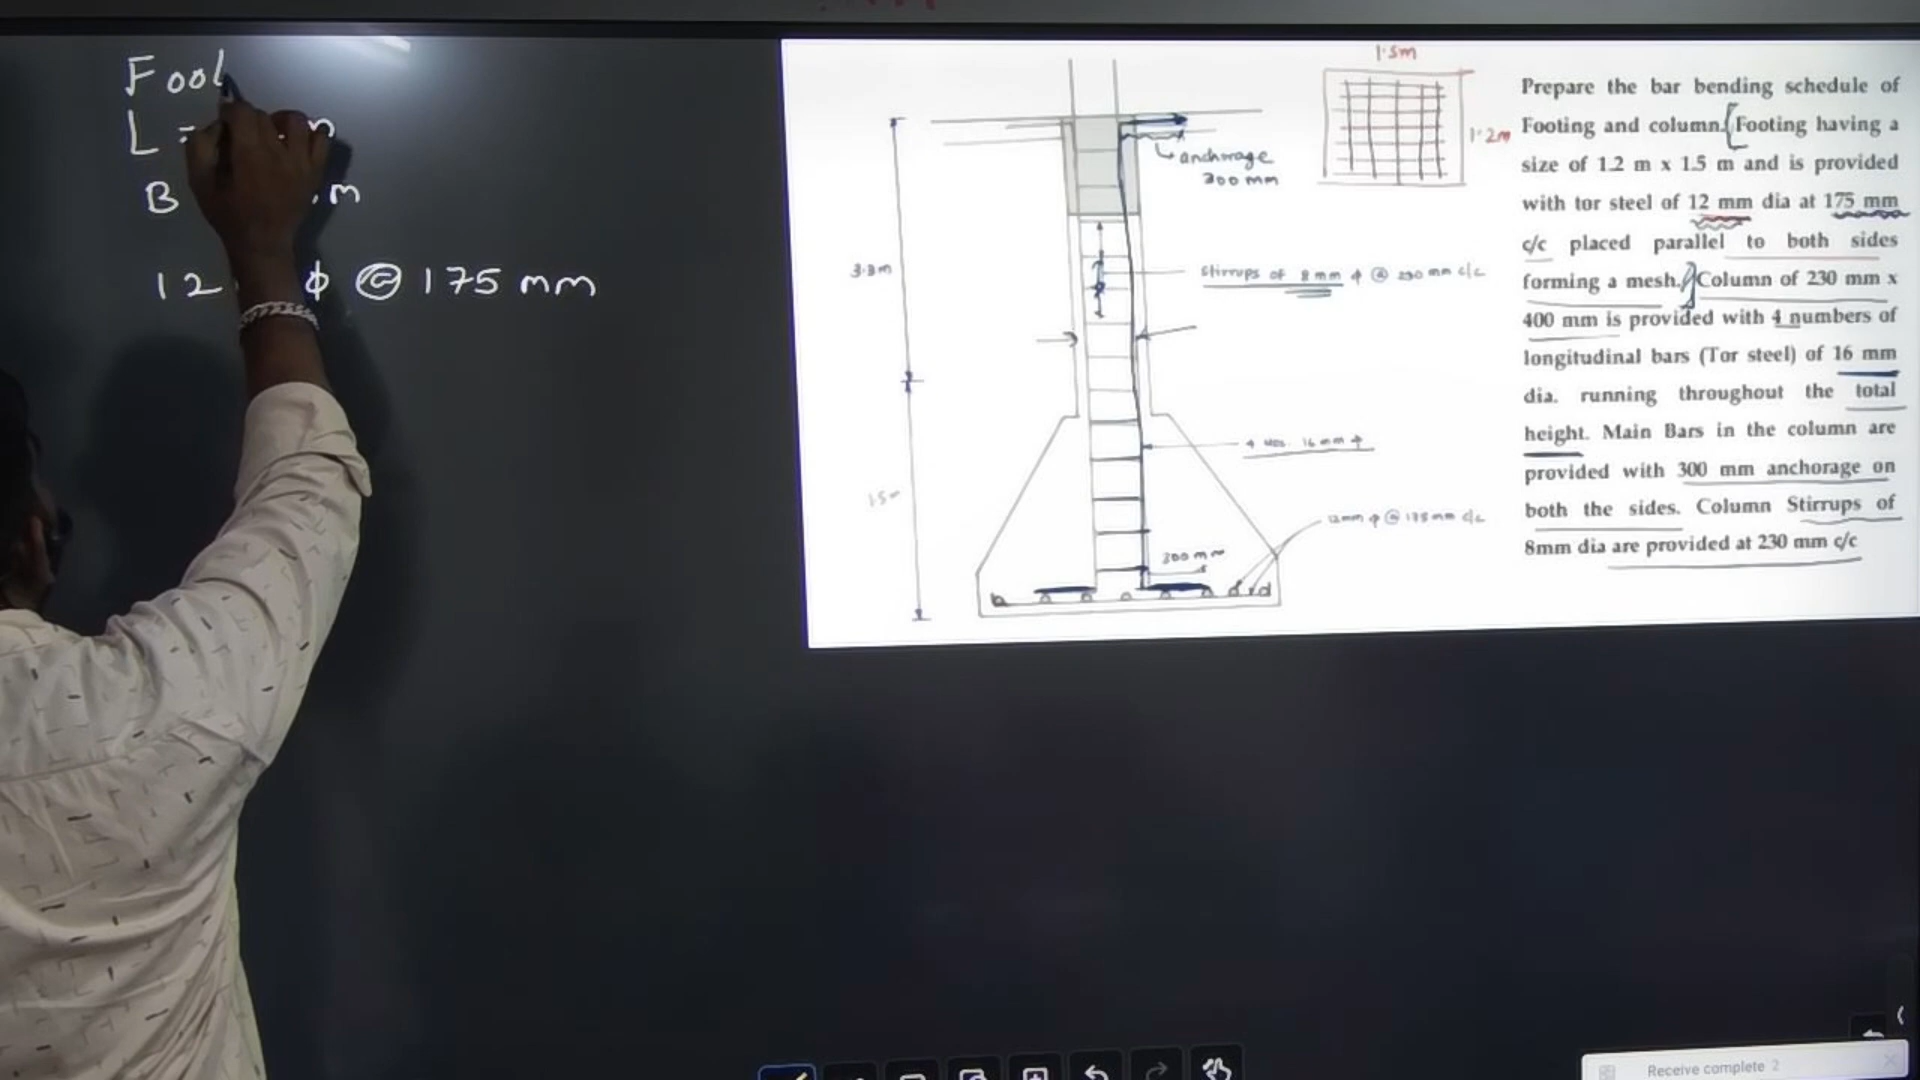 Foot
L = m
B .m
12 ϕ @ 175 mm
1.5m
1.2m
anchorage
300 mm
3.3m
Stirrups of 8 mm ϕ @ 230 mm c/c
4 nos. 16 mm ϕ
12mm ϕ @ 175 mm c/c
300 mm
Prepare the bar bending schedule of
Footing and column. Footing having a
size of 1.2 m x 1.5 m and is provided
with tor steel of 12 mm dia at 175 mm
c/c placed parallel to both sides
forming a mesh. Column of 230 mm x
400 mm is provided with 4 numbers of
longitudinal bars (Tor steel) of 16 mm
dia. running throughout the total
height. Main Bars in the column are
provided with 300 mm anchorage on
both the sides. Column Stirrups of
8mm dia are provided at 230 mm c/c
Receive complete 2